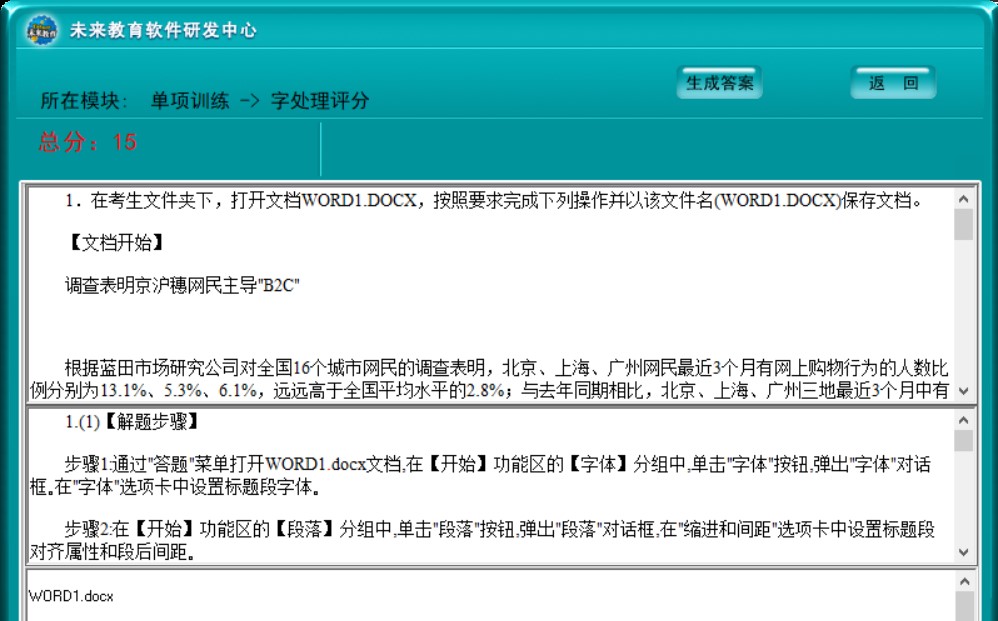 未来教育软件研发中心
所在模块： 单项训练 -> 字处理评分
生成答案
返 回
总分：15
1．在考生文件夹下，打开文档WORD1.DOCX，按照要求完成下列操作并以该文件名(WORD1.DOCX)保存文档。
【文档开始】
调查表明京沪穗网民主导"B2C"
根据蓝田市场研究公司对全国16个城市网民的调查表明，北京、上海、广州网民最近3个月有网上购物行为的人数比
例分别为13.1%、5.3%、6.1%，远远高于全国平均水平的2.8%；与去年同期相比，北京、上海、广州三地最近3个月中有
1.(1)【解题步骤】
步骤1:通过"答题"菜单打开WORD1.docx文档,在【开始】功能区的【字体】分组中,单击"字体"按钮,弹出"字体"对话
框。在"字体"选项卡中设置标题段字体。
步骤2:在【开始】功能区的【段落】分组中,单击"段落"按钮,弹出"段落"对话框,在"缩进和间距"选项卡中设置标题段
对齐属性和段后间距。
WORD1.docx